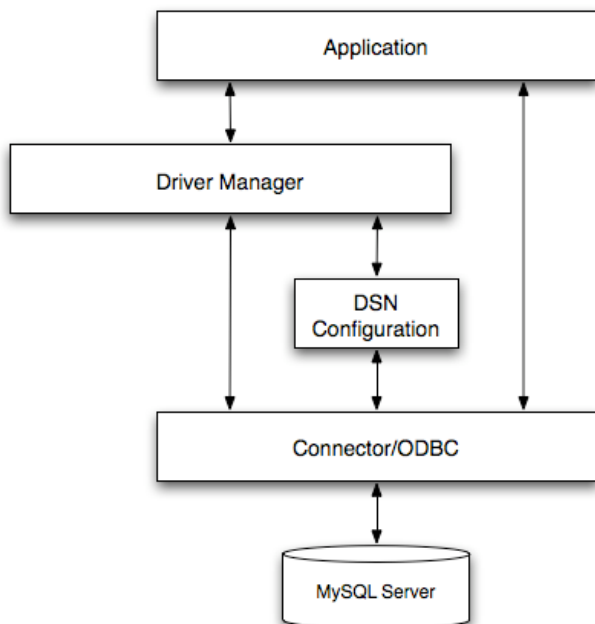 Application
Driver Manager
DSN
Configuration
Connector/ODBC
MySQL Server